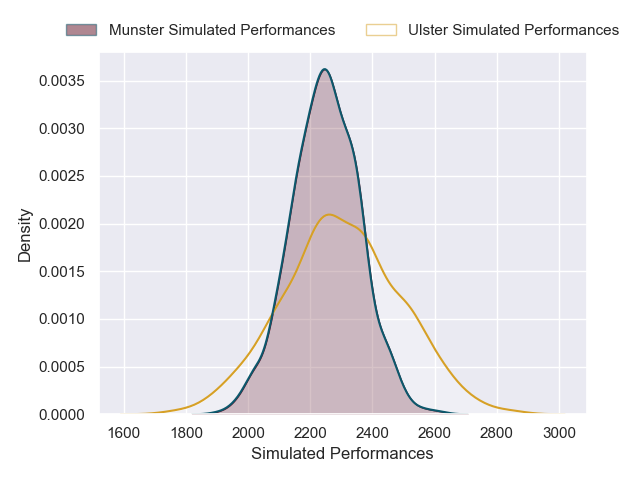 Munster Simulated Performances Ulster Simulated Performances
0.0035
0.0030
0.0025
0.0020
0.0015
0.0010
0.0005
0.0000
Density
1600 1800 2000 2200 2400 2600 2800 3000
Simulated Performances